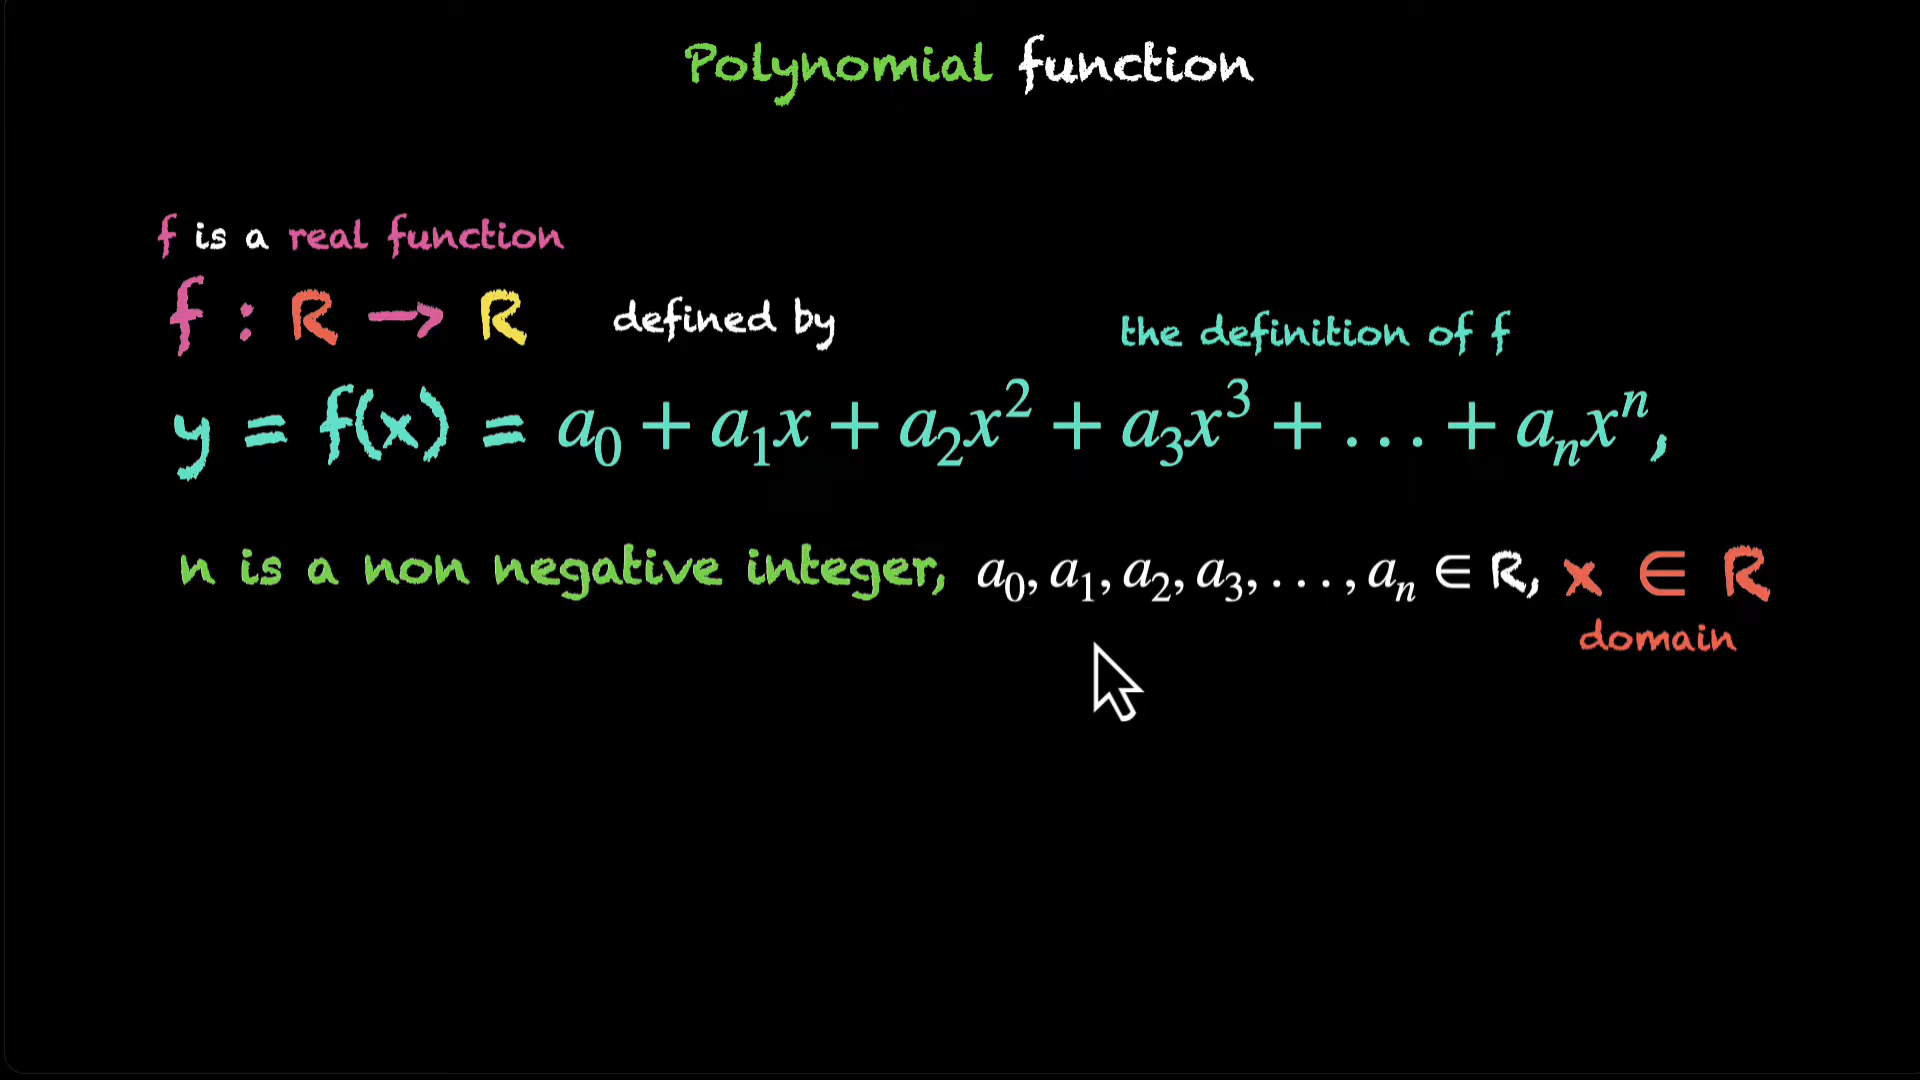 Polynomial function
f is a real function
f : R → R defined by
the definition of f
y = f(x) = a₀ + a₁x + a₂x² + a₃x³ + . . . + aₙxⁿ,
n is a non negative integer, a₀, a₁, a₂, a₃, . . . , aₙ ∈ R, x ∈ R
domain